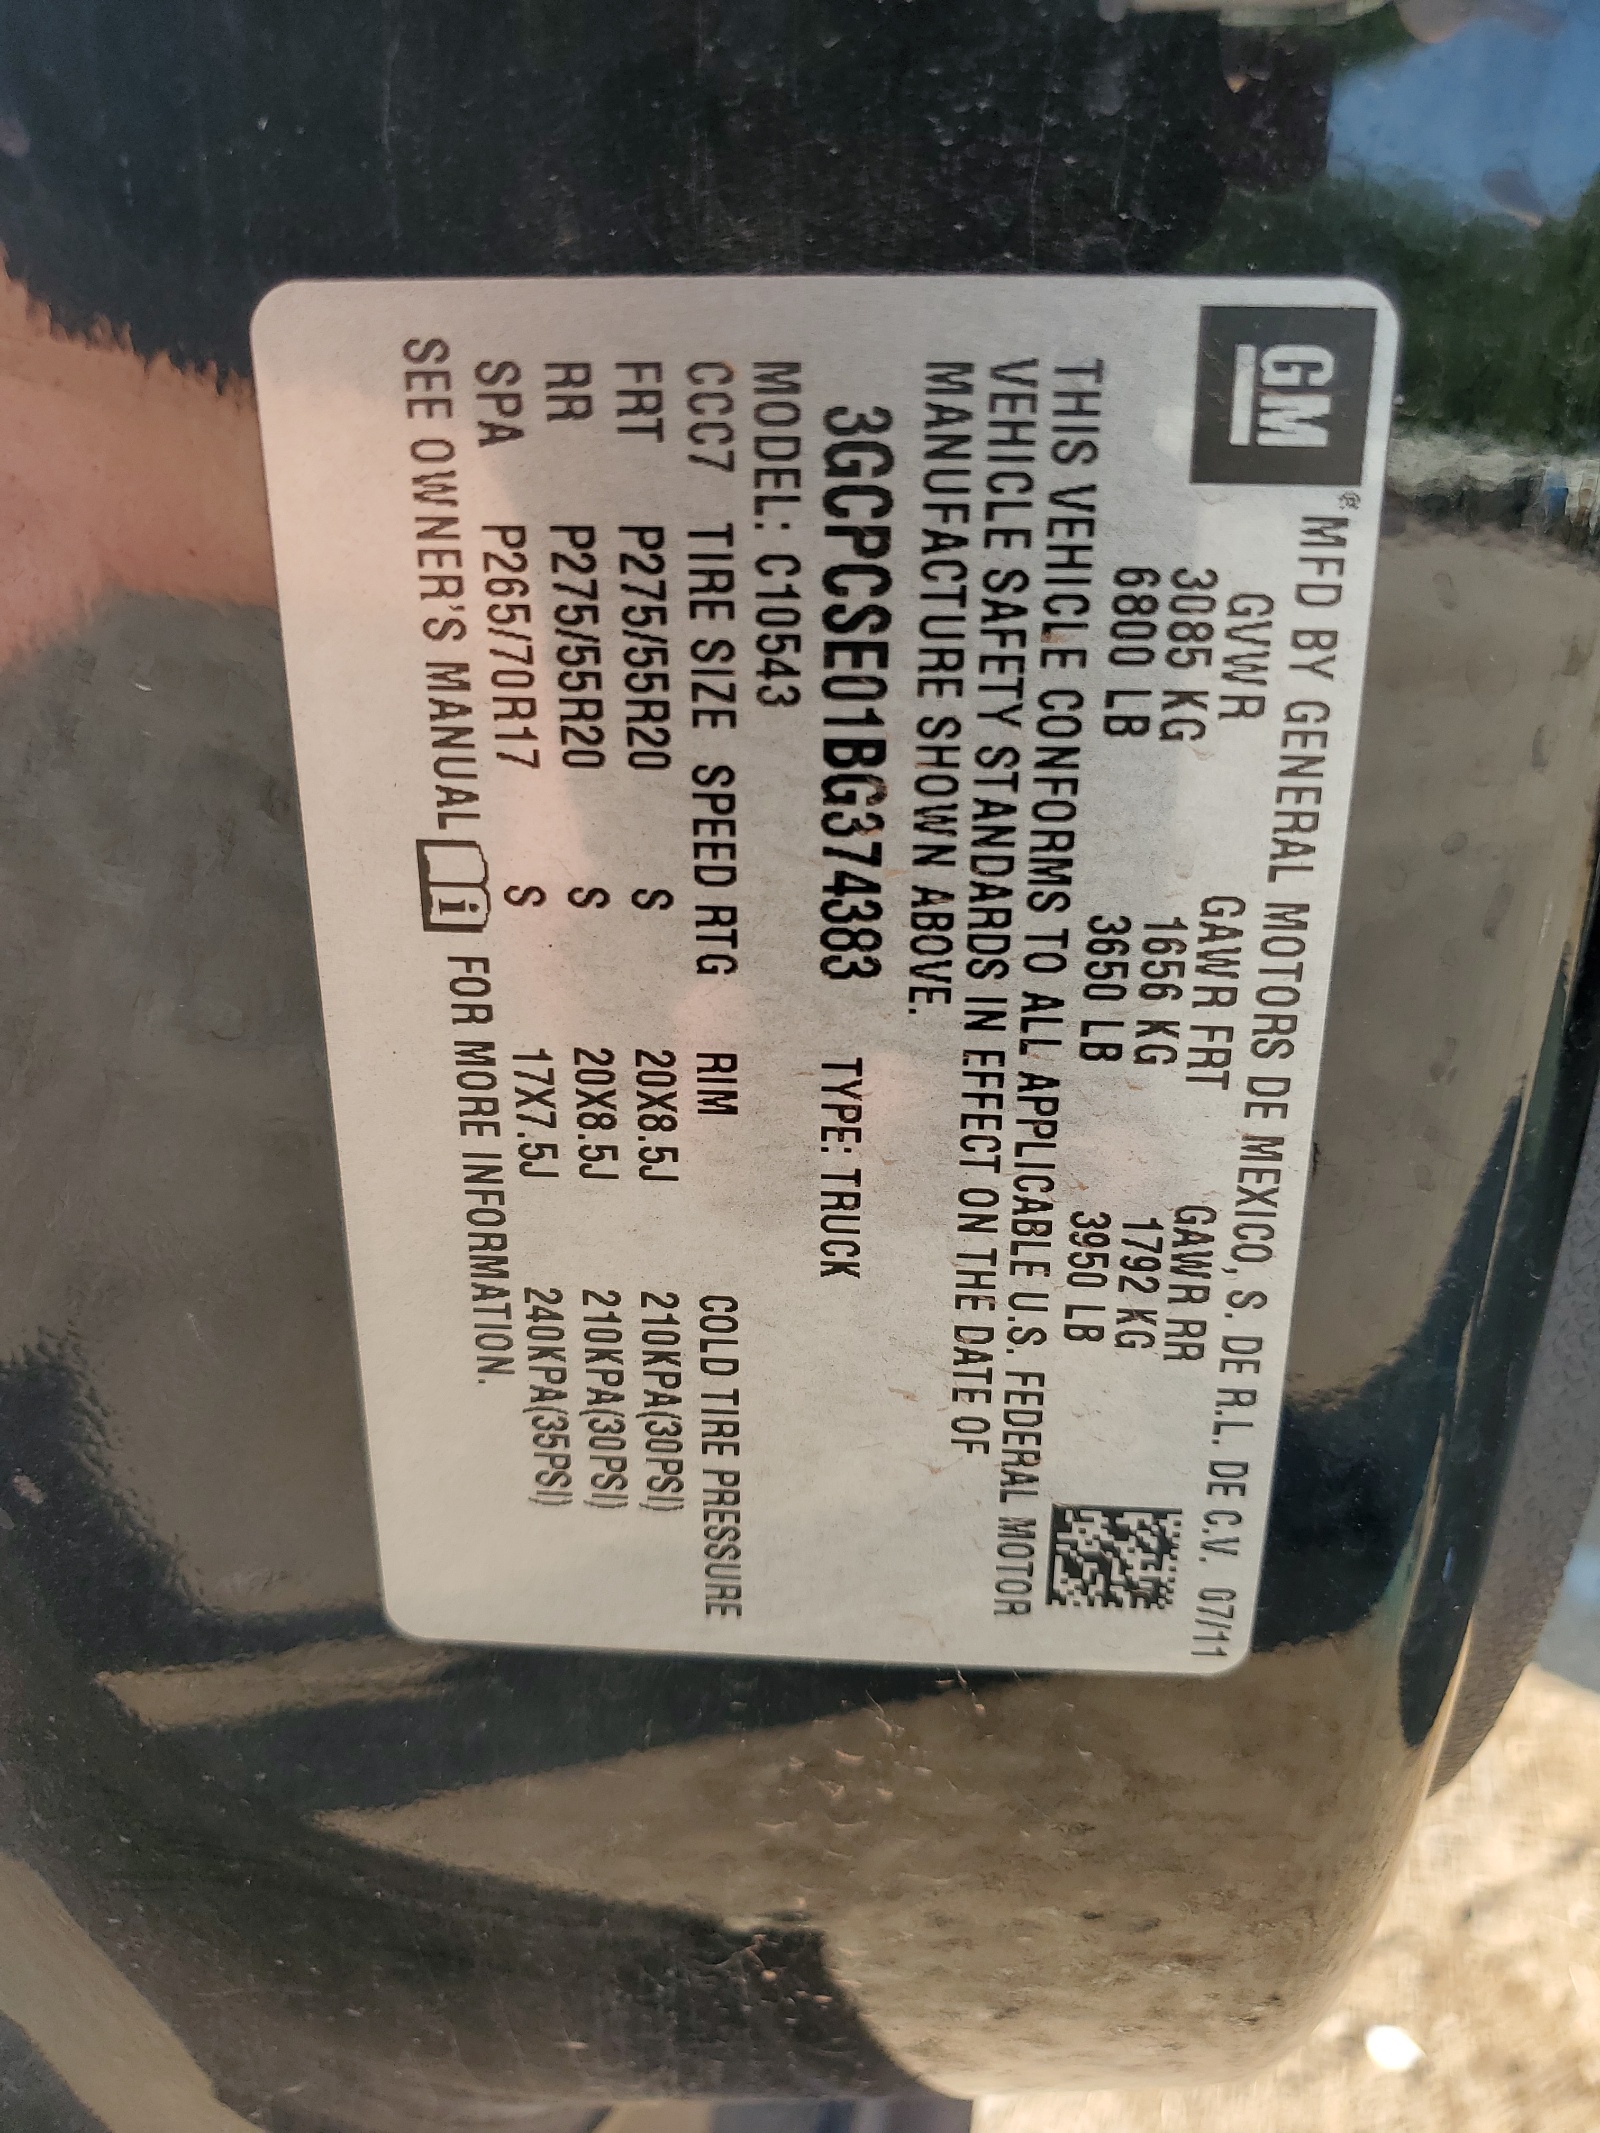 GM® MFD BY GENERAL MOTORS DE MEXICO, S. DE R.L. DE C.V. 07/11
GVWR GAWR FRT GAWR RR
3085 KG 1656 KG 1792 KG
6800 LB 3650 LB 3950 LB
THIS VEHICLE CONFORMS TO ALL APPLICABLE U.S. FEDERAL MOTOR
VEHICLE SAFETY STANDARDS IN EFFECT ON THE DATE OF
MANUFACTURE SHOWN ABOVE.
3GCPCSE01BG374383 TYPE: TRUCK
MODEL: C10543
CCC7 TIRE SIZE SPEED RTG RIM COLD TIRE PRESSURE
FRT P275/55R20 S 20X8.5J 210KPA(30PSI)
RR P275/55R20 S 20X8.5J 210KPA(30PSI)
SPA P265/70R17 S 17X7.5J 240KPA(35PSI)
SEE OWNER'S MANUAL i FOR MORE INFORMATION.